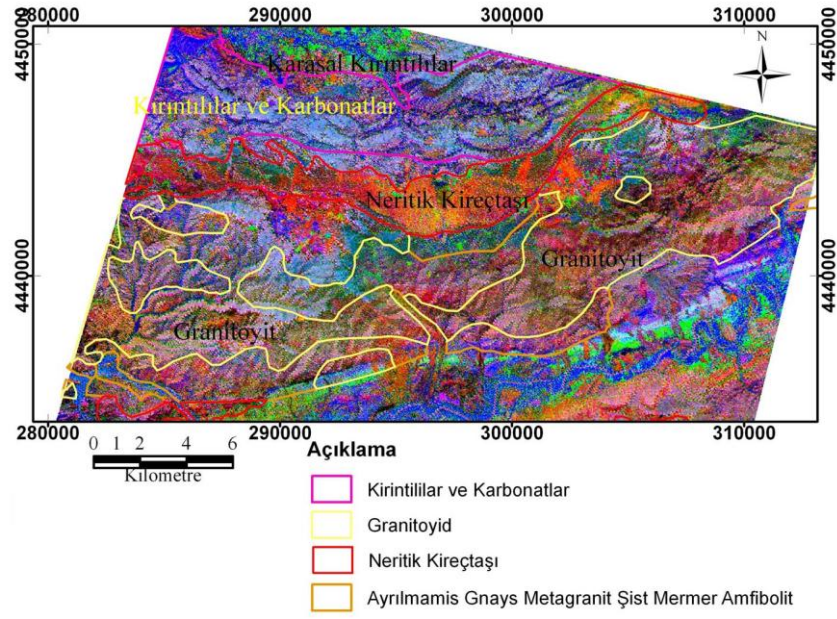 280000 290000 300000 310000
4450000 4450000
N
Karasal Kırıntılılar
Kırıntılılar ve Karbonatlar
Neritik Kireçtaşı
Granitoyit
4440000 4440000
Granitoyit
280000 290000 300000 310000
0 1 2 4 6
Kilometre
Açıklama
Kirintililar ve Karbonatlar
Granitoyid
Neritik Kireçtaşı
Ayrılmamis Gnays Metagranit Şist Mermer Amfibolit